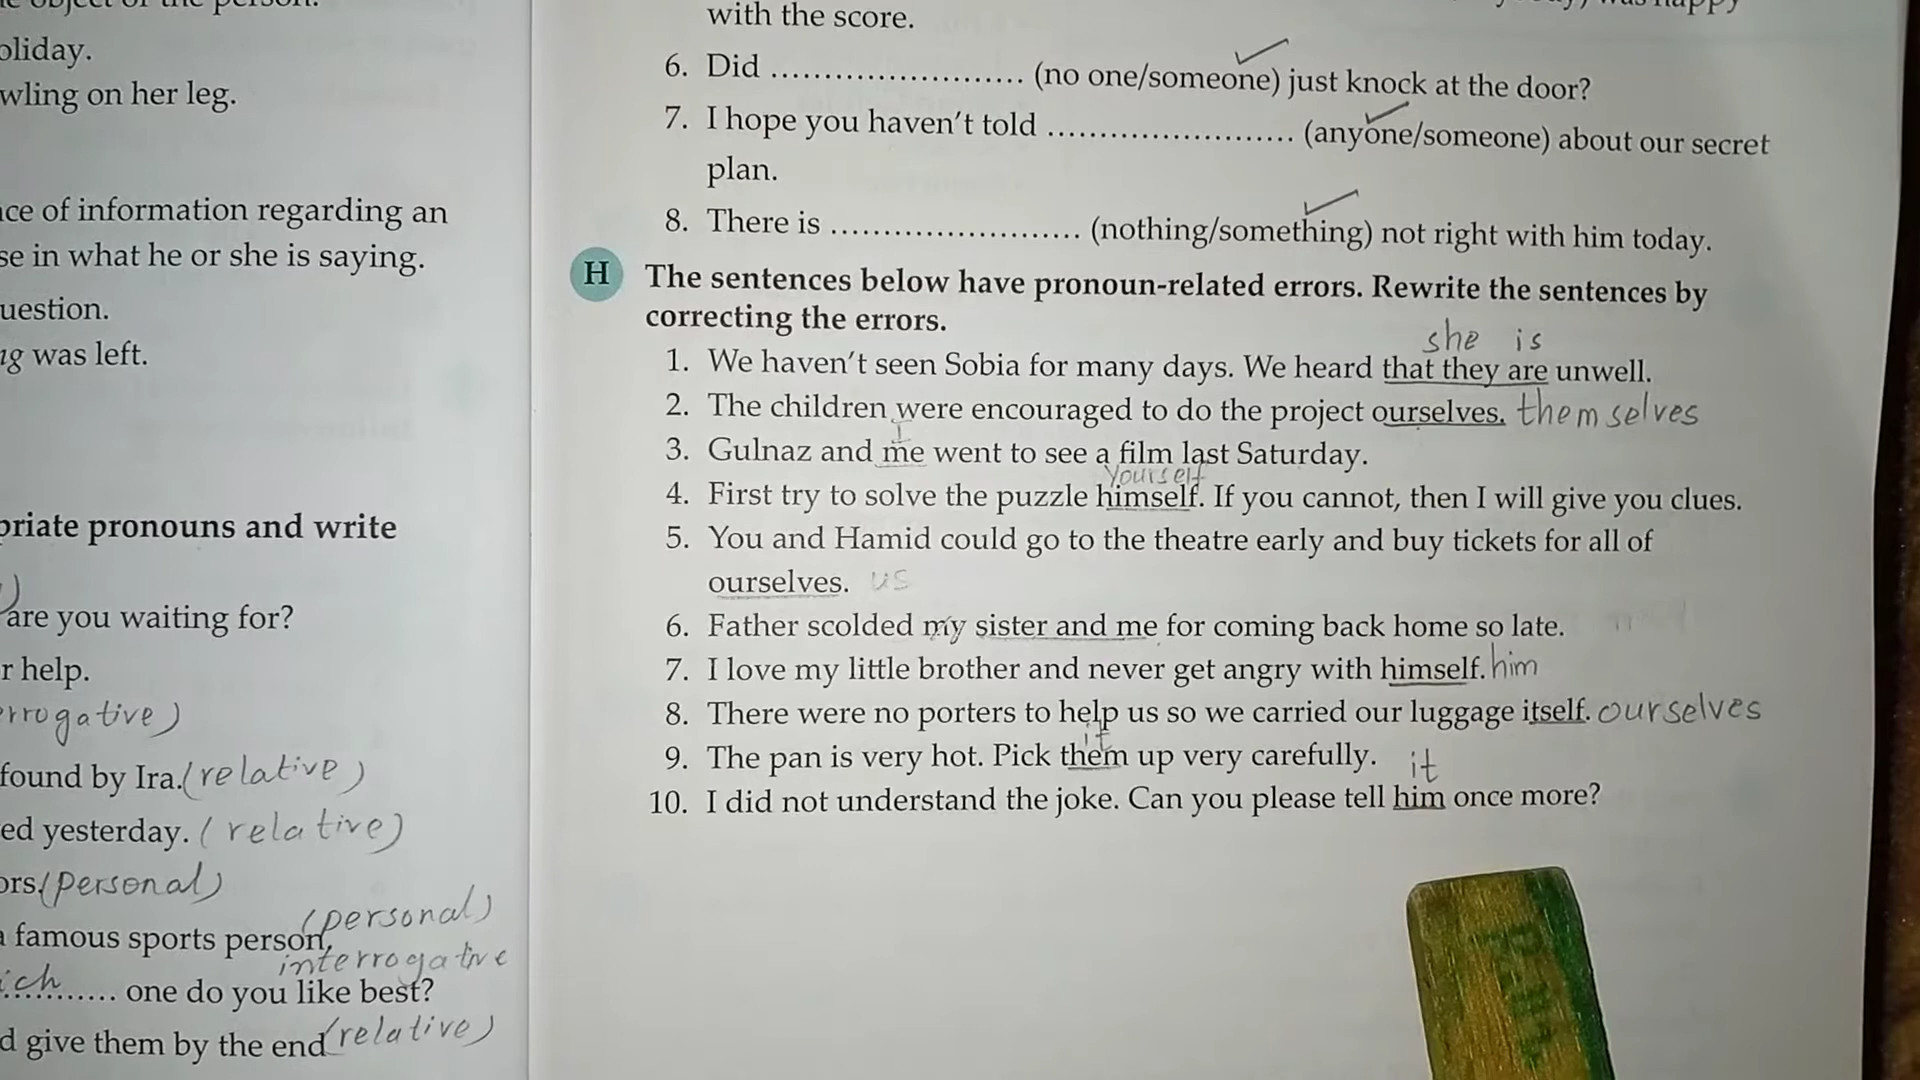 oliday.
wling on her leg.
nce of information regarding an
se in what he or she is saying.
uestion.
ng was left.
priate pronouns and write
are you waiting for?
r help.
errogative)
found by Ira. (relative)
ed yesterday. (relative)
ors. (personal)
(personal)
a famous sports person.
interrogative
ich .......... one do you like best?
d give them by the end (relative)
with the score.
6. Did ........................ (no one/someone) just knock at the door?
7. I hope you haven't told ........................ (anyone/someone) about our secret
plan.
8. There is ........................ (nothing/something) not right with him today.
H The sentences below have pronoun-related errors. Rewrite the sentences by
correcting the errors.
she is
1. We haven't seen Sobia for many days. We heard that they are unwell.
2. The children were encouraged to do the project ourselves. themselves
I
3. Gulnaz and me went to see a film last Saturday.
Yourself
4. First try to solve the puzzle himself. If you cannot, then I will give you clues.
5. You and Hamid could go to the theatre early and buy tickets for all of
ourselves. us
6. Father scolded my sister and me for coming back home so late.
7. I love my little brother and never get angry with himself. him
8. There were no porters to help us so we carried our luggage itself. ourselves
it
9. The pan is very hot. Pick them up very carefully.
it
10. I did not understand the joke. Can you please tell him once more?